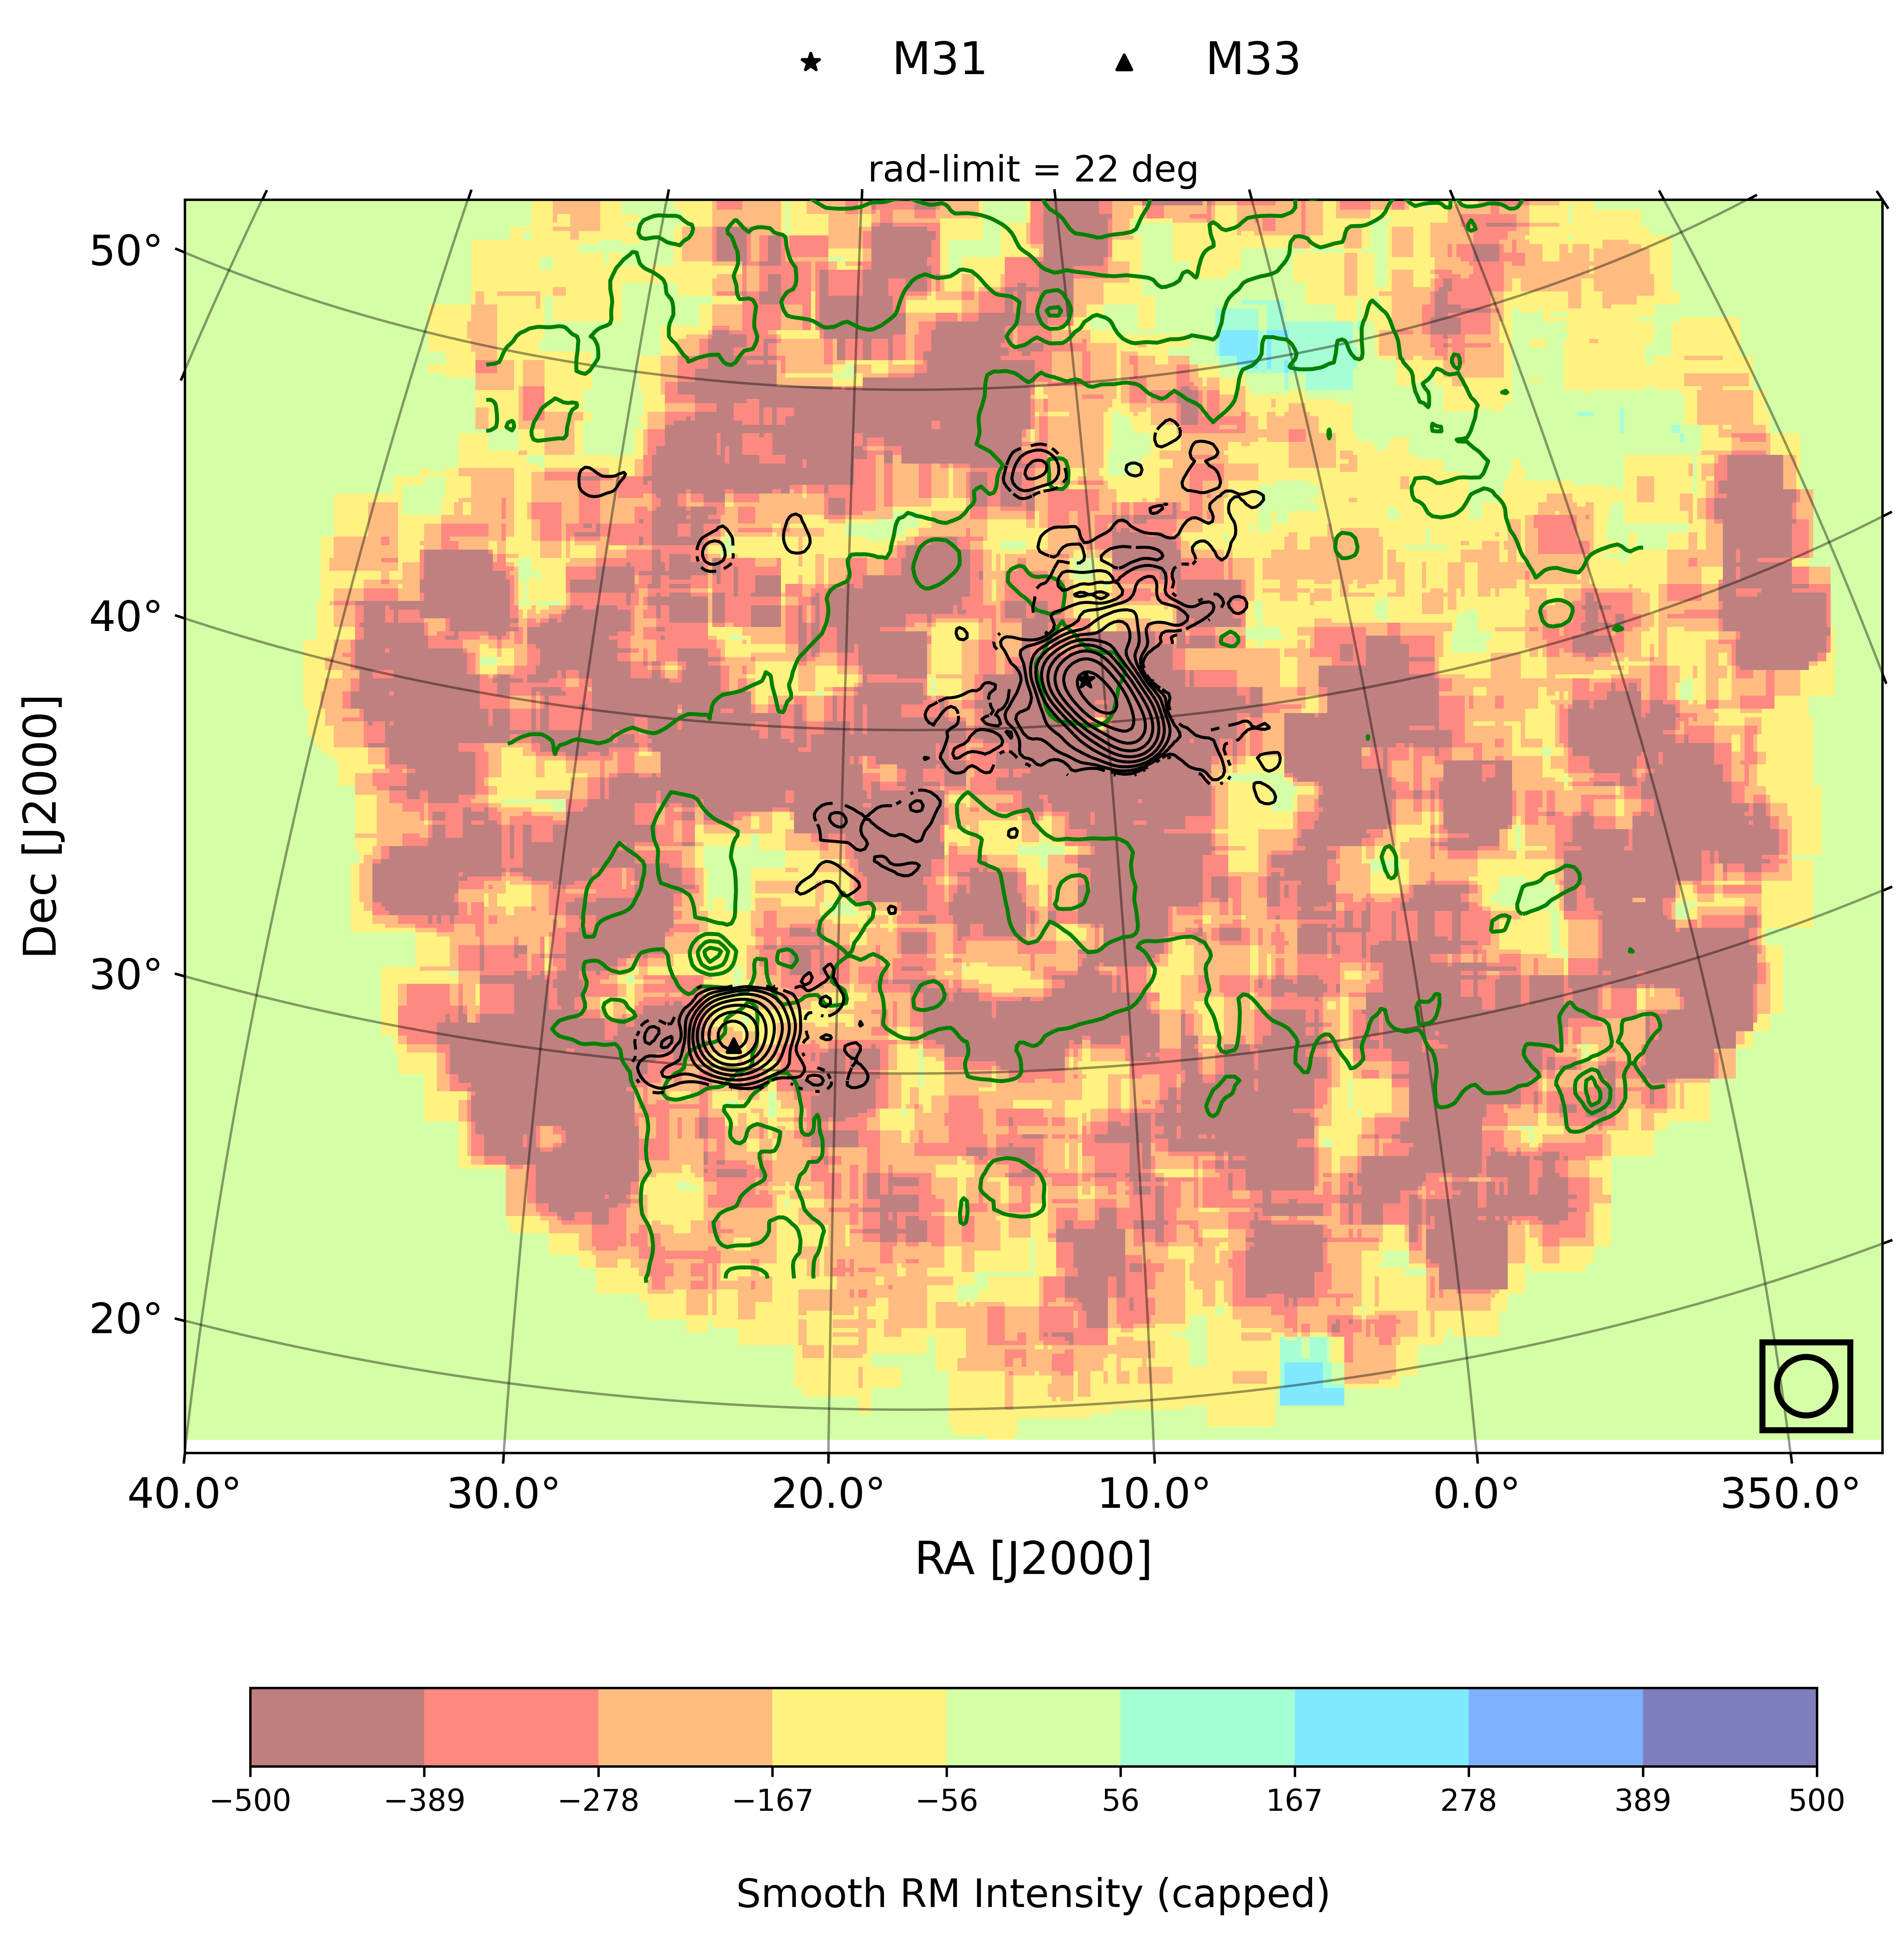 M31 M33
rad-limit = 22 deg
50°
40°
30°
20°
Dec [J2000]
40.0° 30.0° 20.0° 10.0° 0.0° 350.0°
RA [J2000]
−500 −389 −278 −167 −56 56 167 278 389 500
Smooth RM Intensity (capped)